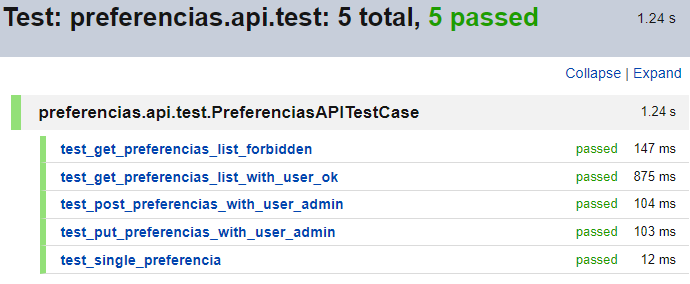 Test: preferencias.api.test: 5 total, 5 passed 1.24 s
Collapse | Expand
preferencias.api.test.PreferenciasAPITestCase 1.24 s
test_get_preferencias_list_forbidden passed 147 ms
test_get_preferencias_list_with_user_ok passed 875 ms
test_post_preferencias_with_user_admin passed 104 ms
test_put_preferencias_with_user_admin passed 103 ms
test_single_preferencia passed 12 ms